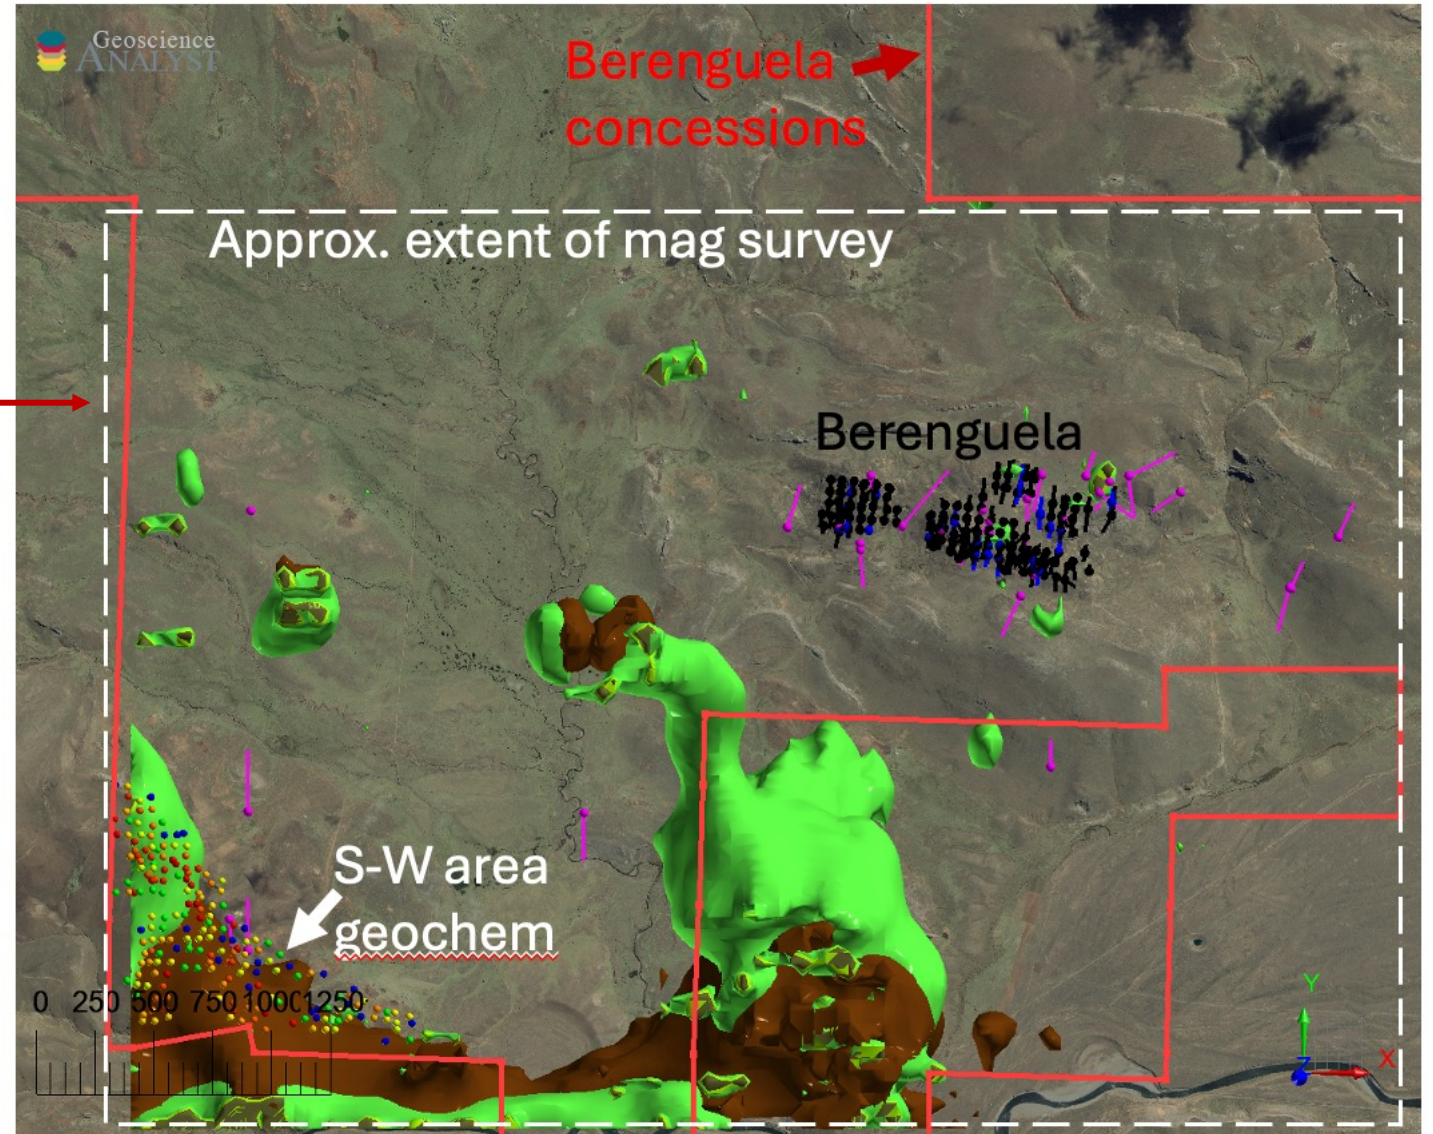 Geoscience
ANALYST
Berenguela
concessions
Approx. extent of mag survey
Berenguela
S-W area
geochem
0 250 500 750 1000 1250
Y
Z
X